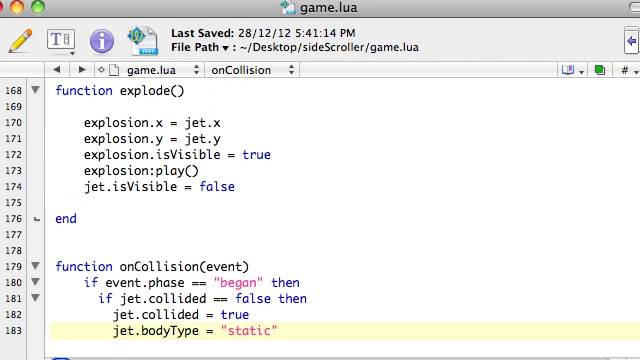 game.lua
Last Saved: 28/12/12 5:41:14 PM
File Path ▾: ~/Desktop/sideScroller/game.lua
T
TEXT
i
game.lua onCollision #
168 function explode()
169
170 explosion.x = jet.x
171 explosion.y = jet.y
172 explosion.isVisible = true
173 explosion:play()
174 jet.isVisible = false
175
176 end
177
178
179 function onCollision(event)
180 if event.phase == "began" then
181 if jet.collided == false then
182 jet.collided = true
183 jet.bodyType = "static"